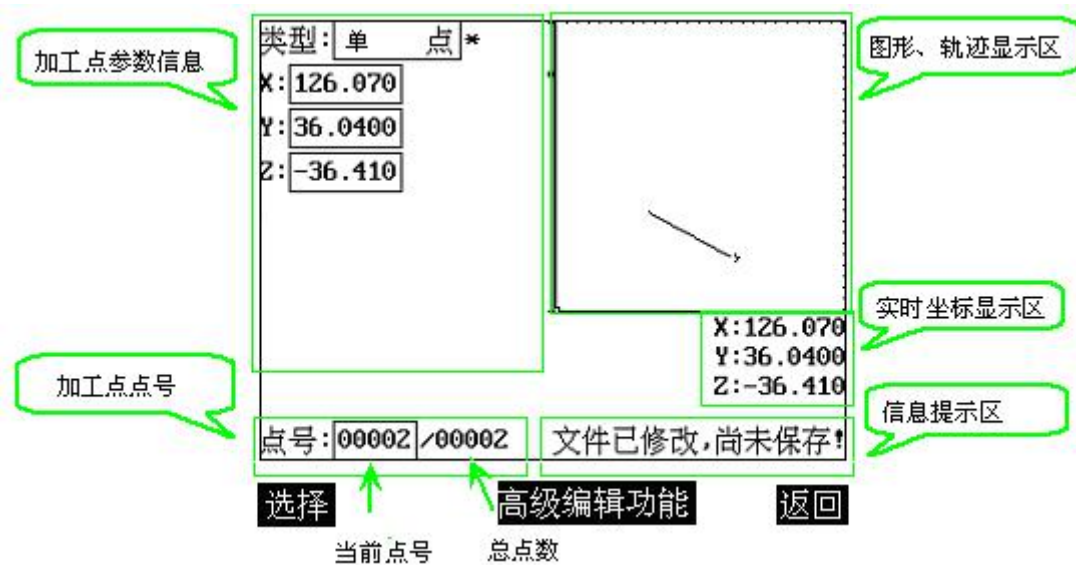 加工点参数信息
类型:单 点*
X:126.070
Y:36.0400
Z:-36.410
图形、轨迹显示区
实时坐标显示区
X:126.070
Y:36.0400
Z:-36.410
加工点点号
信息提示区
点号:00002/00002
文件已修改,尚未保存!
选择
高级编辑功能
返回
当前点号
总点数